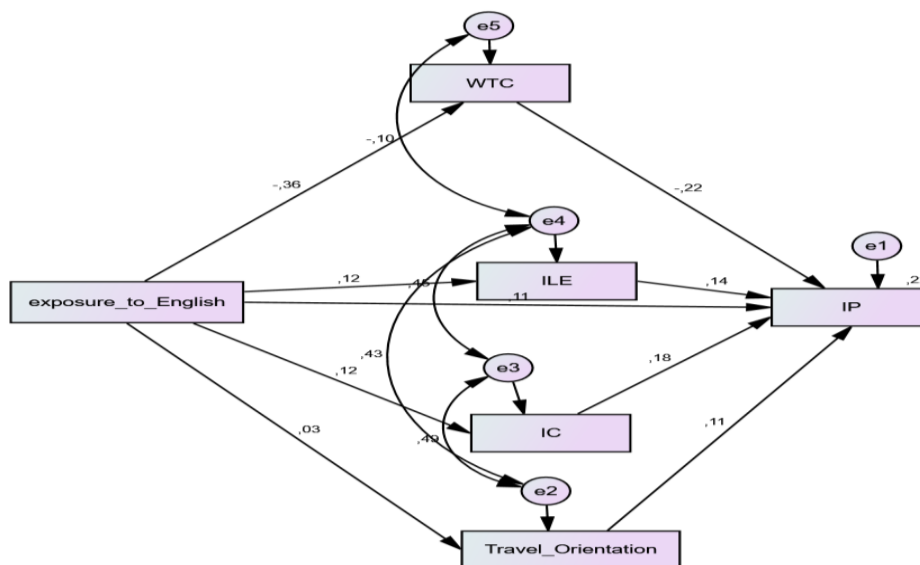 e5
WTC
-,10
-,36
-,22
e4
e1
,12
,45
ILE
,14
,2
exposure_to_English
,11
IP
,43
,12
e3
,18
,03
,49
IC
,11
e2
Travel_Orientation